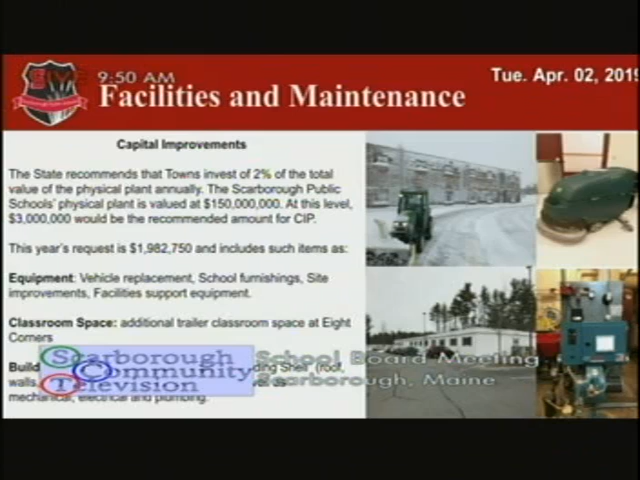 9:50 AM
Tue. Apr. 02, 2019
Facilities and Maintenance
Capital Improvements
The State recommends that Towns invest of 2% of the total
value of the physical plant annually. The Scarborough Public
Schools' physical plant is valued at $150,000,000. At this level,
$3,000,000 would be the recommended amount for CIP.
This year's request is $1,982,750 and includes such items as:
Equipment: Vehicle replacement, School furnishings, Site
improvements, Facilities support equipment.
Classroom Space: additional trailer classroom space at Eight
Corners
Scarborough
Community
Television
School Board Meeting
Scarborough, Maine
Build
Shell (roof,
walls
mechanical, electrical and plumbing.